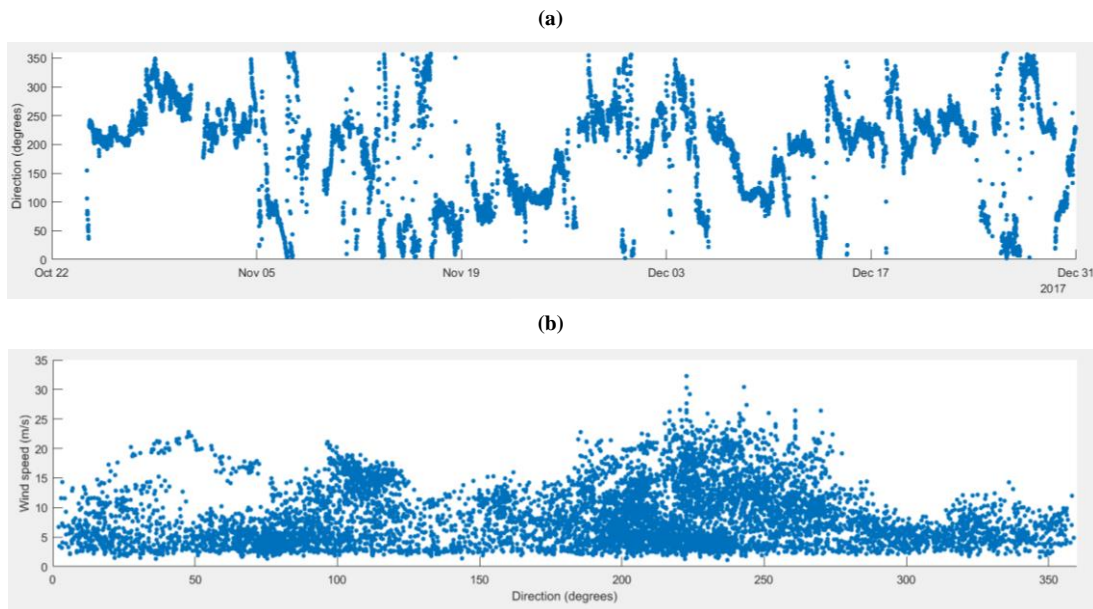 (a)
350
300
250
200
150
100
50
0
Direction (degrees)
Oct 22 Nov 05 Nov 19 Dec 03 Dec 17 Dec 31
2017
(b)
35
30
25
20
15
10
5
0
Wind speed (m/s)
0 50 100 150 200 250 300 350
Direction (degrees)